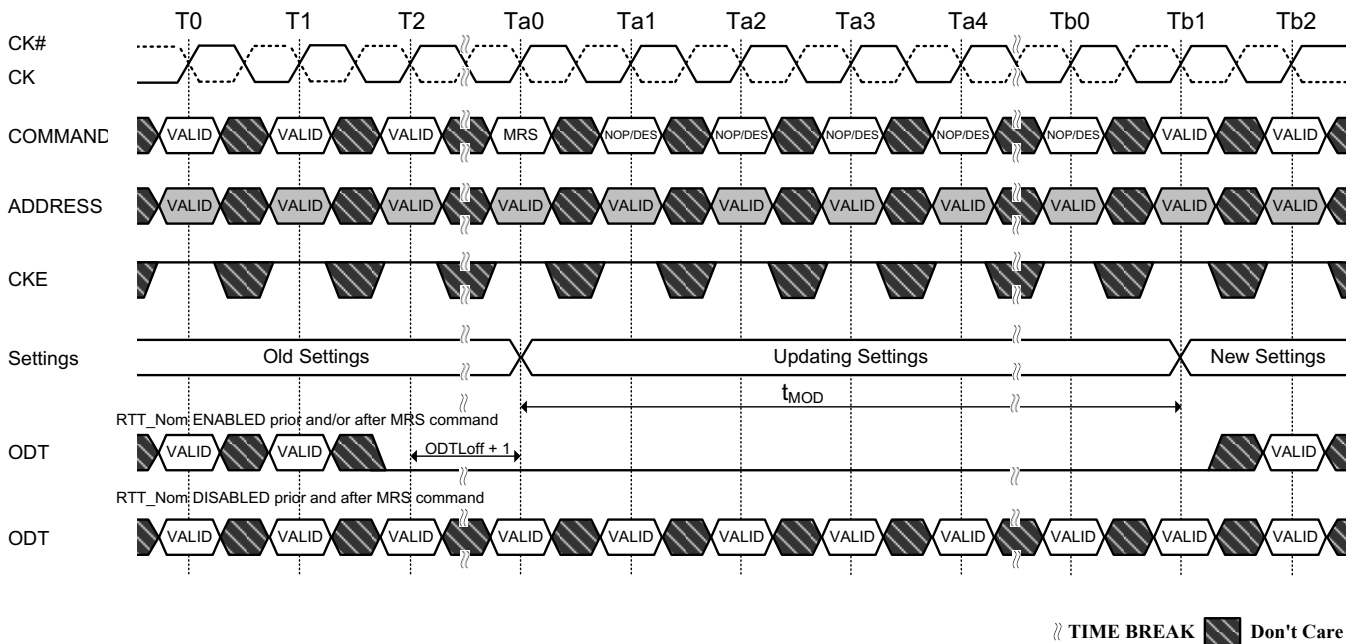 T0 T1 T2 Ta0 Ta1 Ta2 Ta3 Ta4 Tb0 Tb1 Tb2
CK#
CK
COMMAND VALID VALID VALID MRS NOP/DES NOP/DES NOP/DES NOP/DES NOP/DES VALID VALID
ADDRESS VALID VALID VALID VALID VALID VALID VALID VALID VALID VALID VALID
CKE
Settings Old Settings Updating Settings New Settings
tMOD
RTT_Nom ENABLED prior and/or after MRS command
ODT VALID VALID ODTLoff + 1 VALID
RTT_Nom DISABLED prior and after MRS command
ODT VALID VALID VALID VALID VALID VALID VALID VALID VALID VALID VALID
TIME BREAK Don't Care